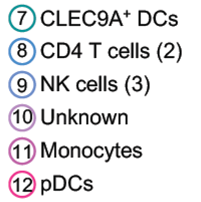 7 CLEC9A⁺ DCs
8 CD4 T cells (2)
9 NK cells (3)
10 Unknown
11 Monocytes
12 pDCs